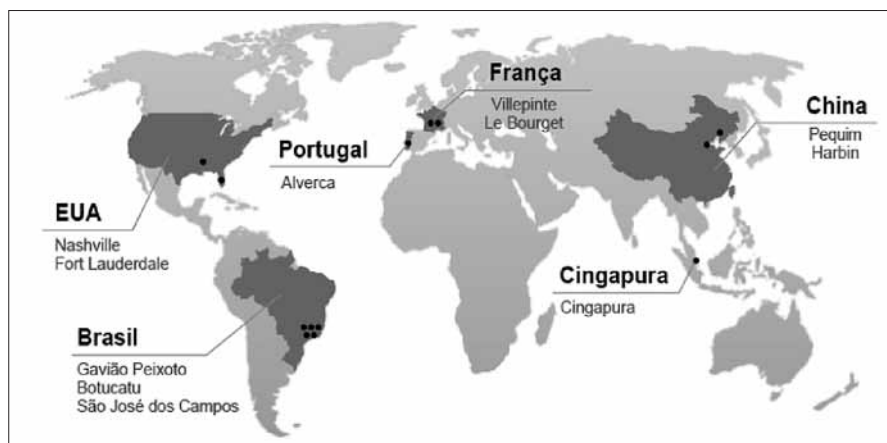 França
Villepinte
Le Bourget
China
Pequim
Harbin
Portugal
Alverca
EUA
Nashville
Fort Lauderdale
Cingapura
Cingapura
Brasil
Gavião Peixoto
Botucatu
São José dos Campos